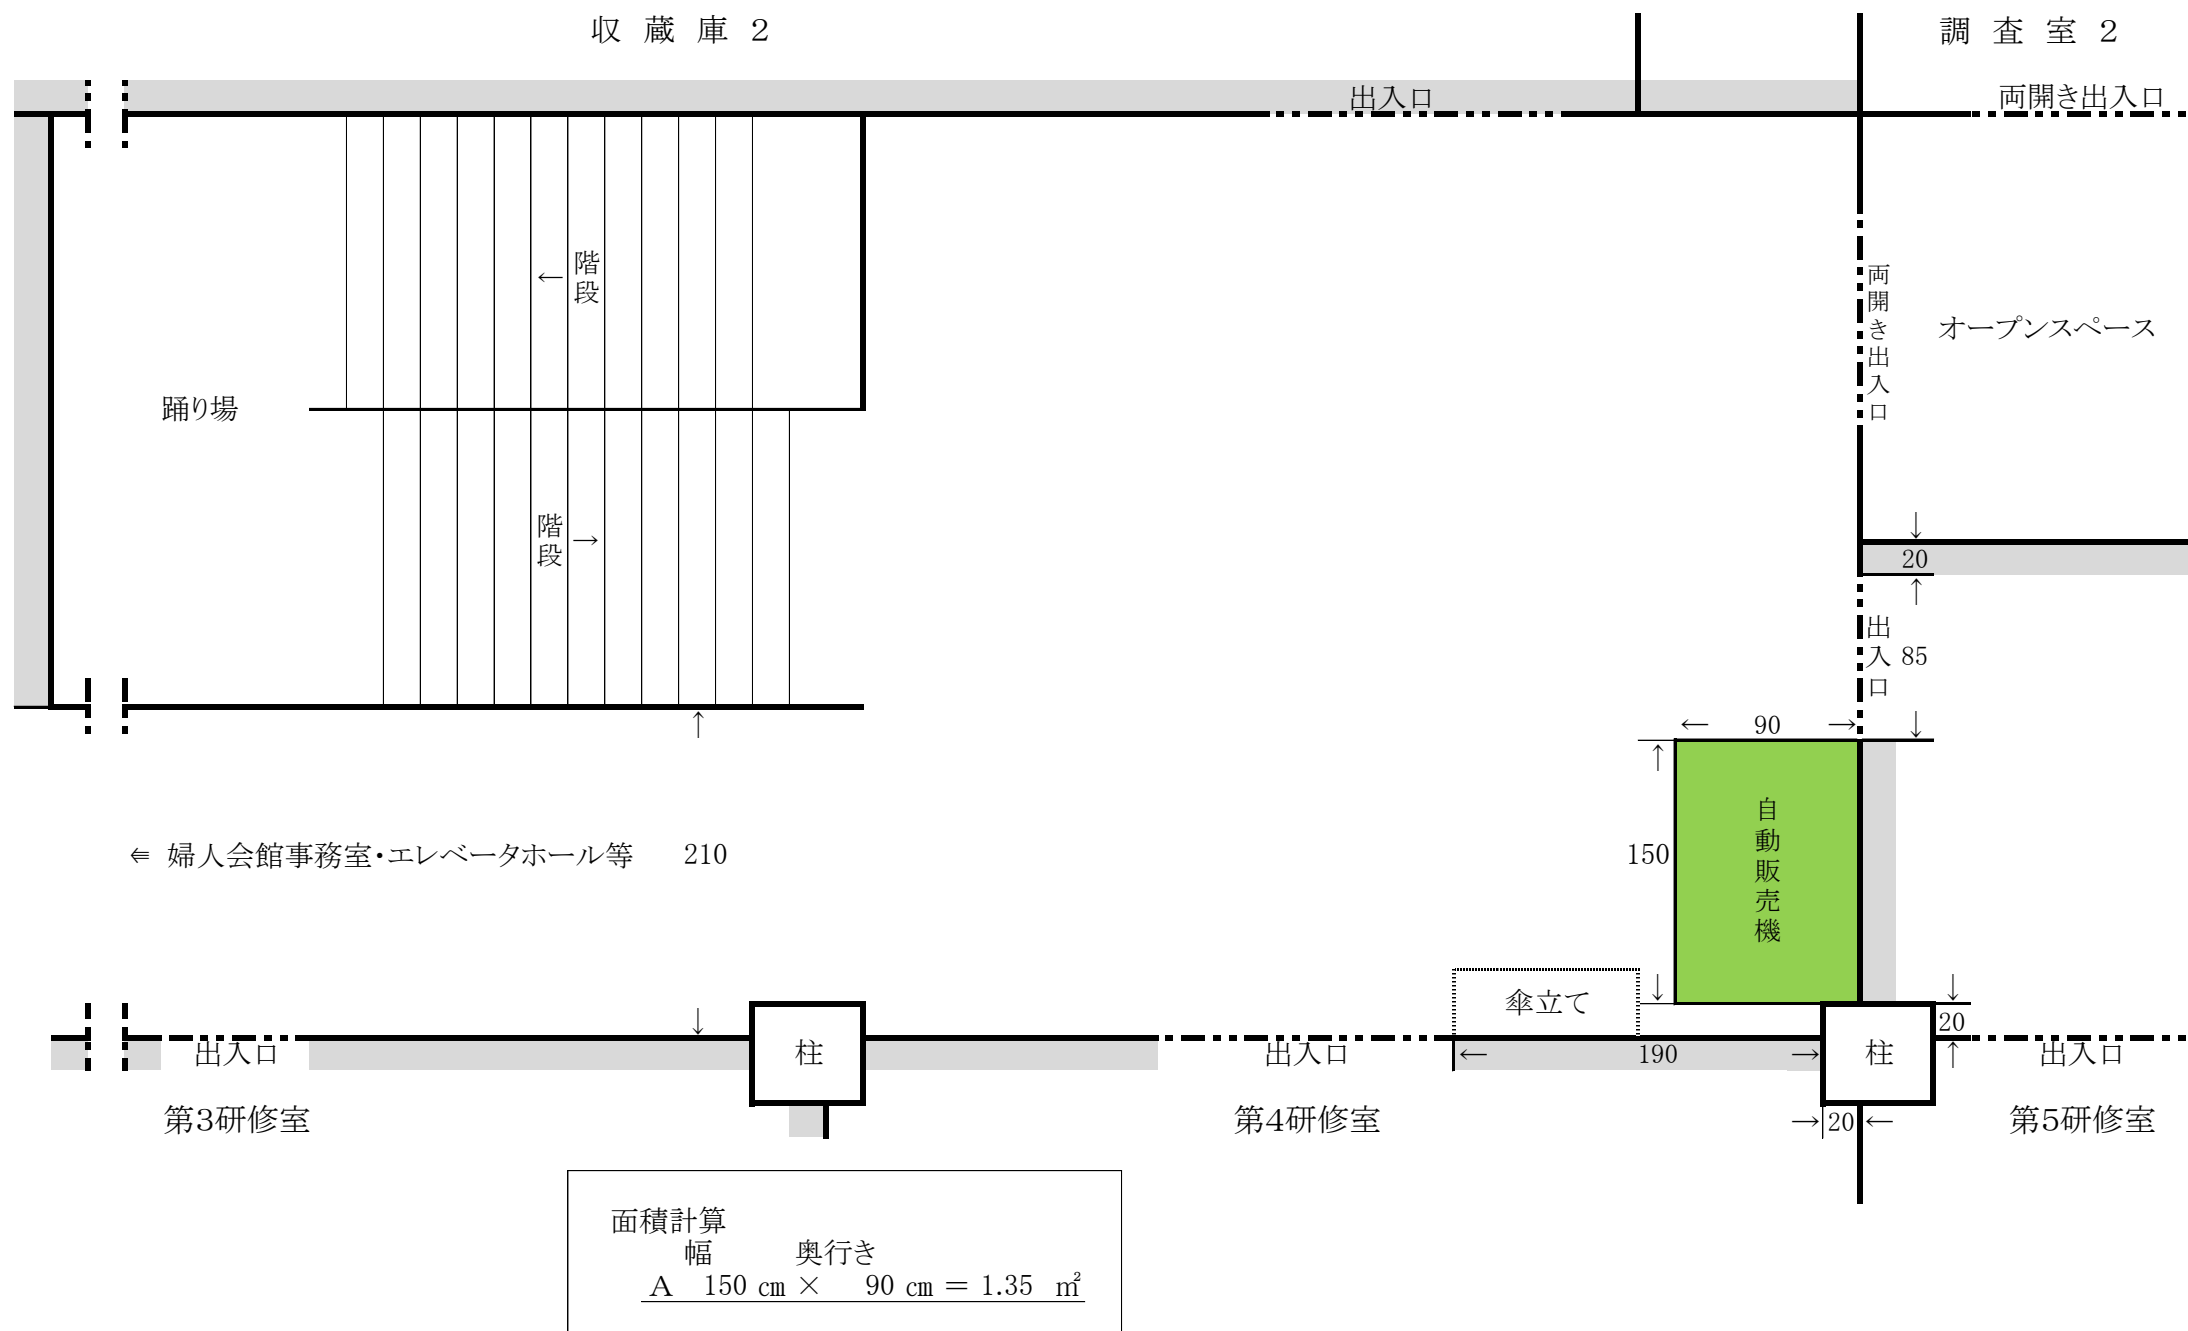 収 蔵 庫 2
調 査 室 2
出入口
両開き出入口
←
階段
両開き出入口
オープンスペース
踊り場
階段
→
↓
20
↑
出入口
85
↑
← 90 →
↓
↑
自動販売機
150
⇚ 婦人会館事務室・エレベータホール等 210
↓
傘立て
↓
↓
20
↑
出入口
柱
出入口
← 190 →
柱
出入口
第3研修室
第4研修室
→ 20 ←
第5研修室
面積計算
幅 奥行き
A 150 ㎝ × 90 ㎝ = 1.35 ㎡